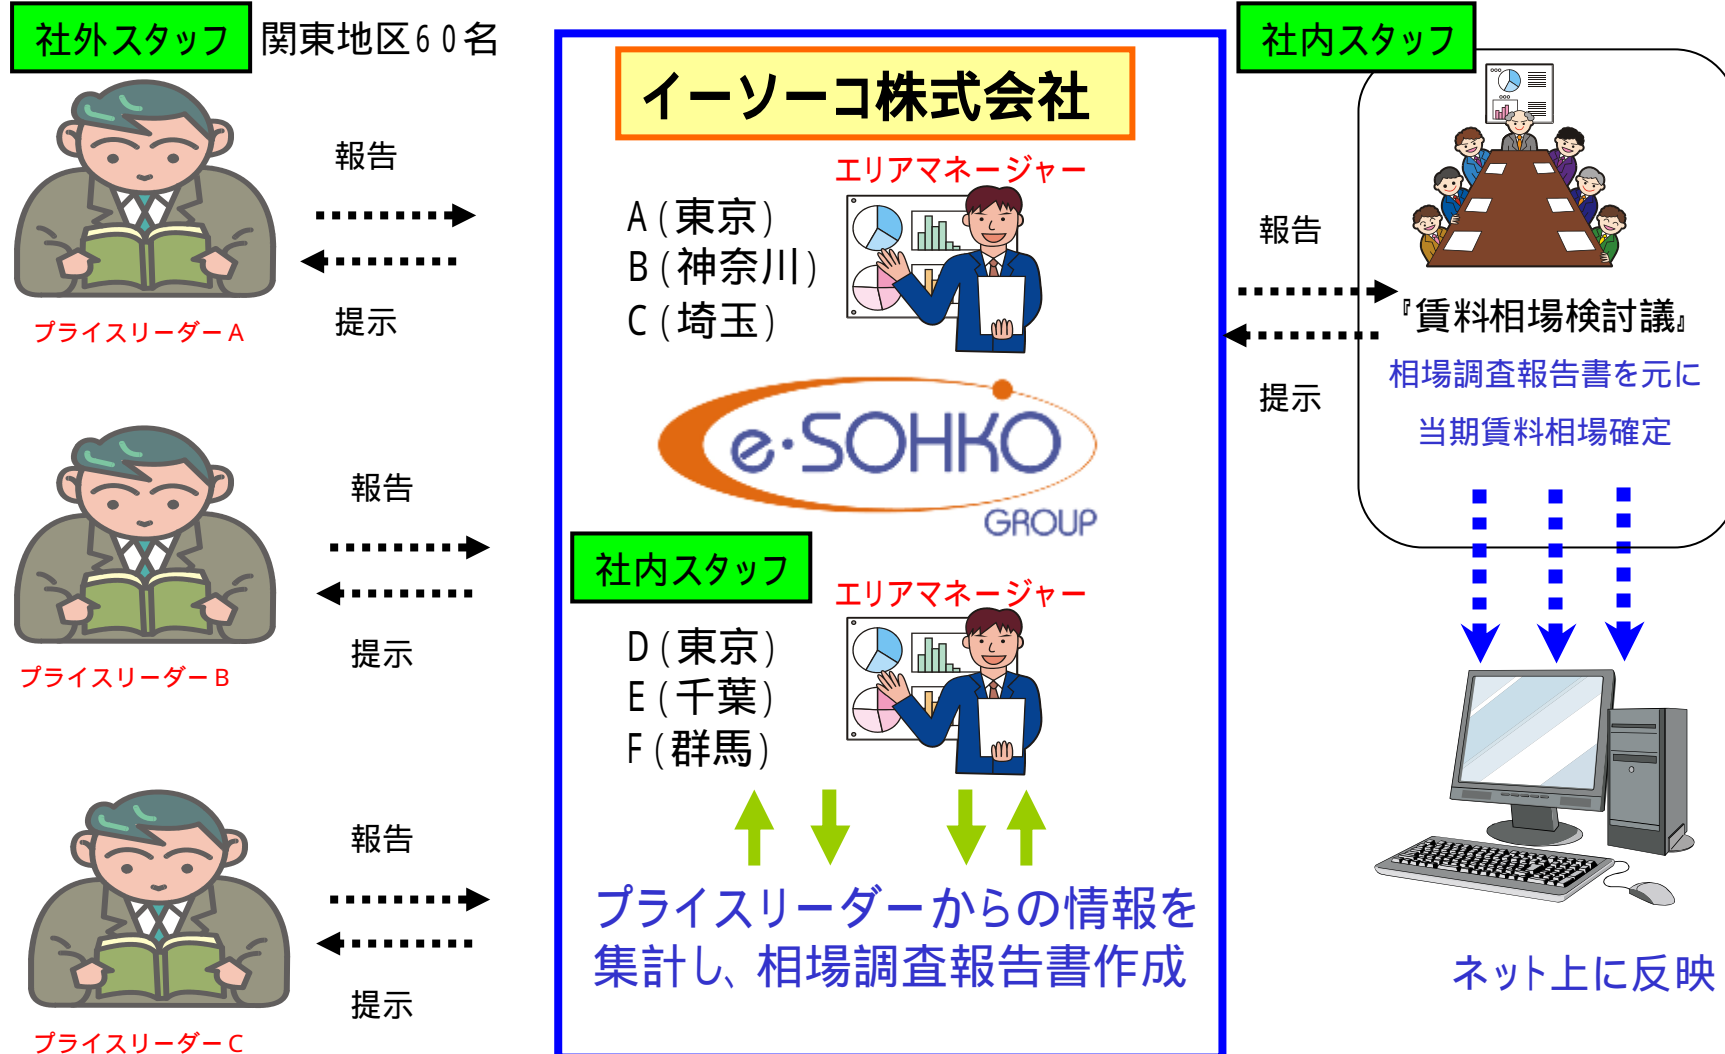 社外スタッフ 関東地区60名
報告
提示
プライスリーダーA
報告
提示
プライスリーダーB
報告
提示
プライスリーダーC
イーソーコ株式会社
エリアマネージャー
A(東京)
B(神奈川)
C(埼玉)
e・SOHKO
GROUP
社内スタッフ
エリアマネージャー
D(東京)
E(千葉)
F(群馬)
プライスリーダーからの情報を
集計し、相場調査報告書作成
報告
提示
社内スタッフ
『賃料相場検討議』
相場調査報告書を元に
当期賃料相場確定
ネット上に反映